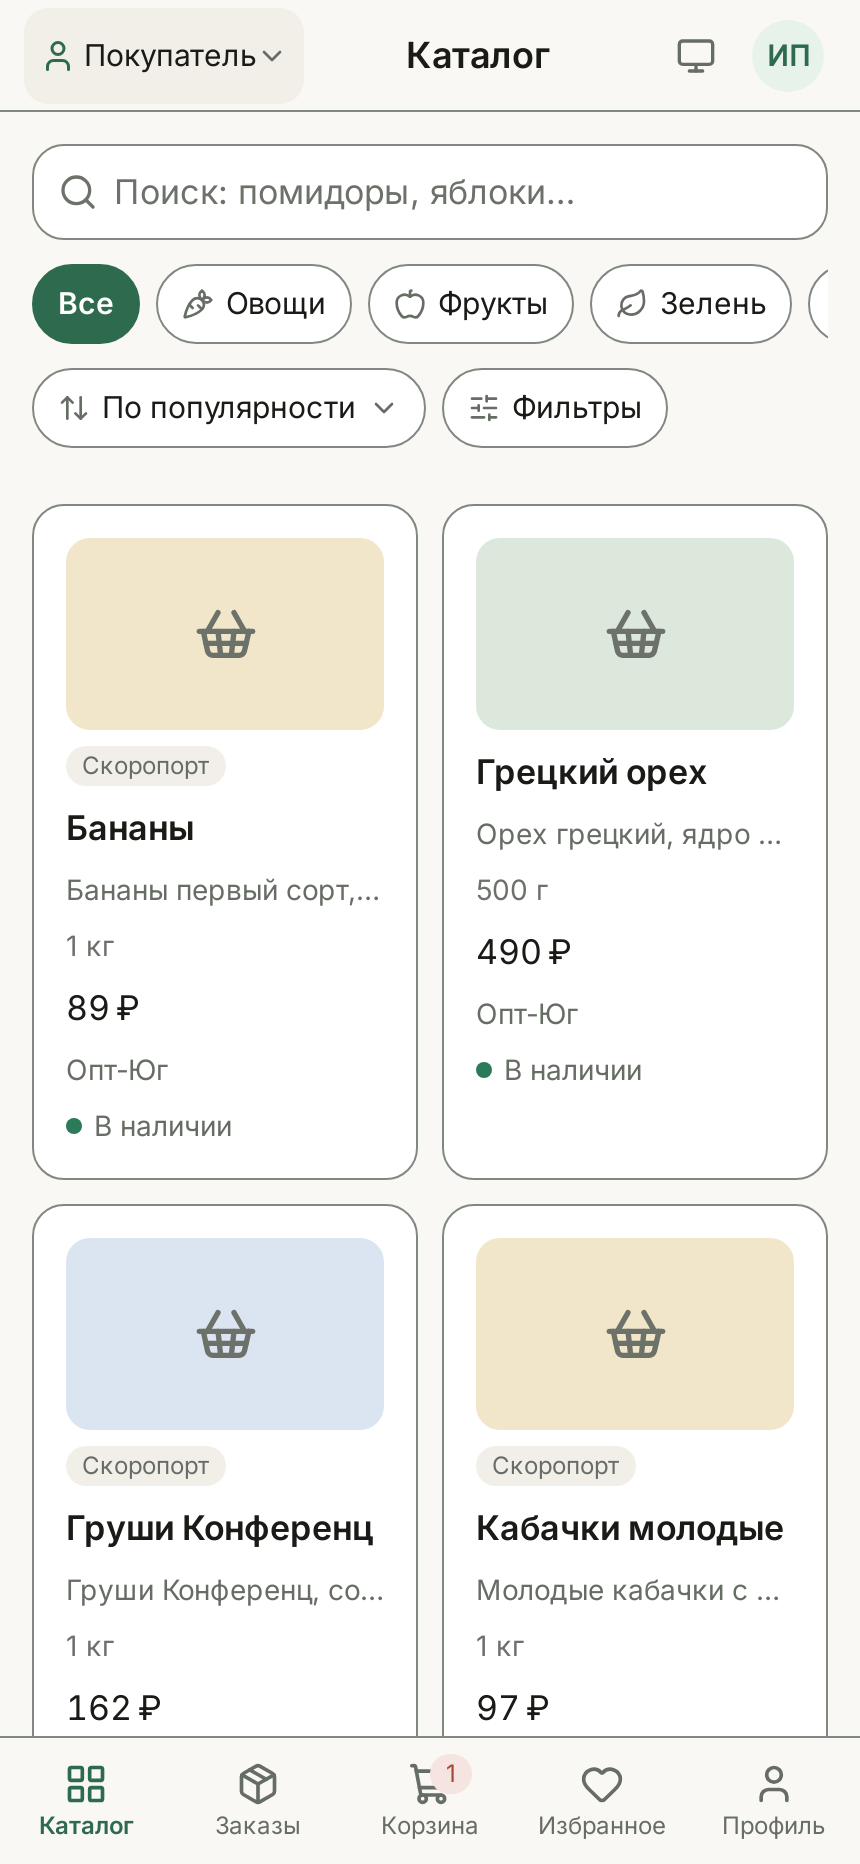 Покупатель
Каталог
ИП
Поиск: помидоры, яблоки...
Все
Овощи
Фрукты
Зелень
По популярности
Фильтры
Скоропорт
Бананы
Бананы первый сорт,...
1 кг
89 ₽
Опт-Юг
В наличии
Грецкий орех
Орех грецкий, ядро ...
500 г
490 ₽
Опт-Юг
В наличии
Скоропорт
Груши Конференц
Груши Конференц, со...
1 кг
162 ₽
Скоропорт
Кабачки молодые
Молодые кабачки с ...
1 кг
97 ₽
Каталог
Заказы
1
Корзина
Избранное
Профиль